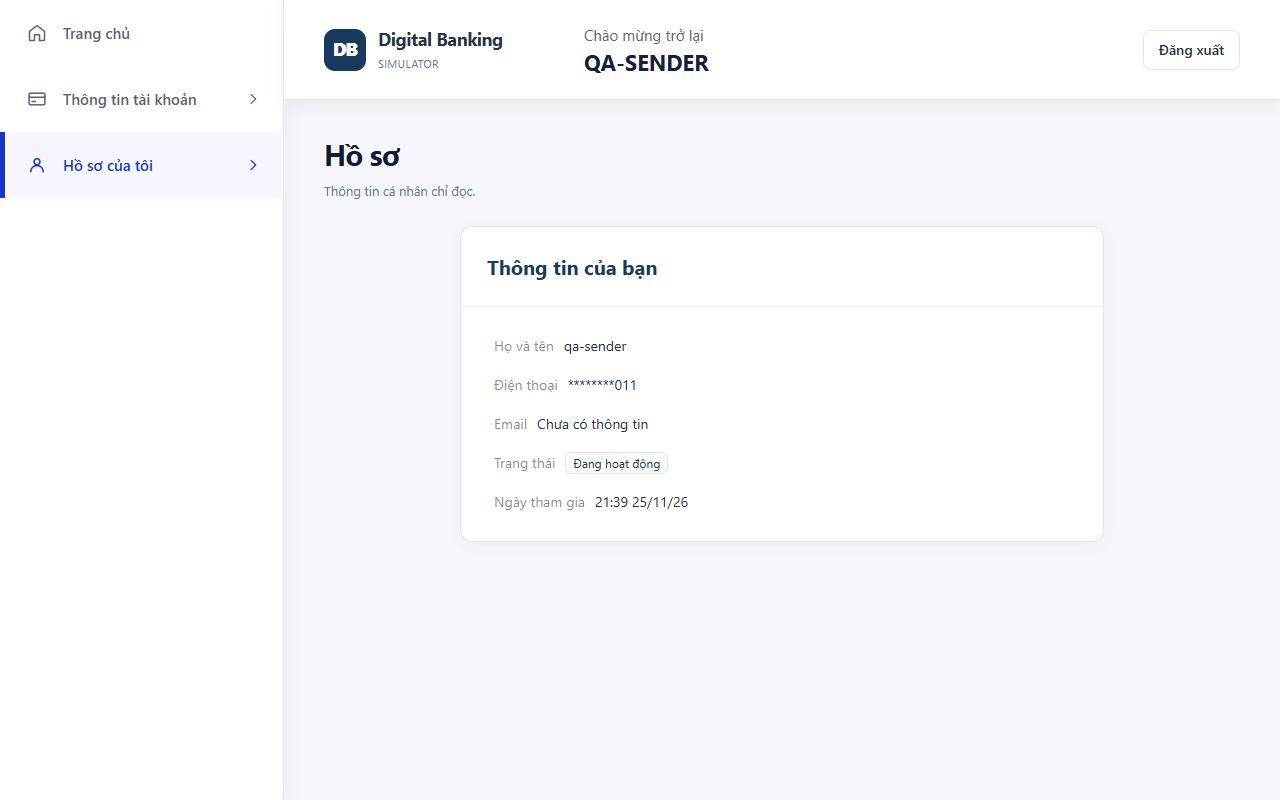 Trang chủ
Thông tin tài khoản
Hồ sơ của tôi
DB
Digital Banking
SIMULATOR
Chào mừng trở lại
QA-SENDER
Đăng xuất
Hồ sơ
Thông tin cá nhân chỉ đọc.
Thông tin của bạn
Họ và tên qa-sender
Điện thoại ********011
Email Chưa có thông tin
Trạng thái Đang hoạt động
Ngày tham gia 21:39 25/11/26